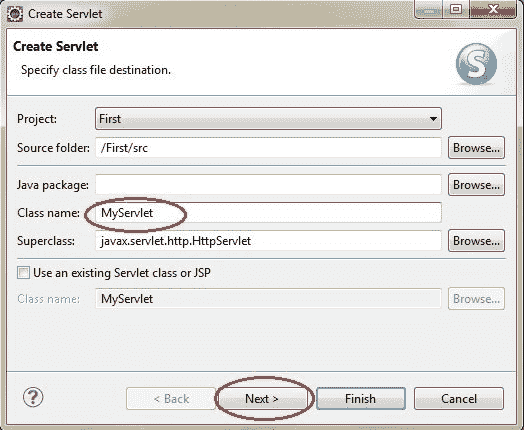 Create Servlet
Create Servlet
S
Specify class file destination.
Project: First
Source folder: /First/src Browse...
Java package: Browse...
Class name: MyServlet
Superclass: javax.servlet.http.HttpServlet Browse...
Use an existing Servlet class or JSP
Class name: MyServlet Browse...
? < Back Next > Finish Cancel